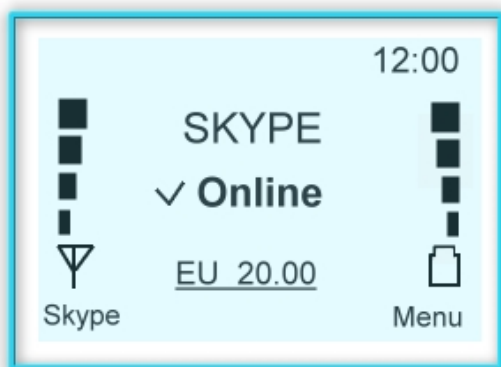 12:00
SKYPE
✓ Online
EU 20.00
Skype Menu